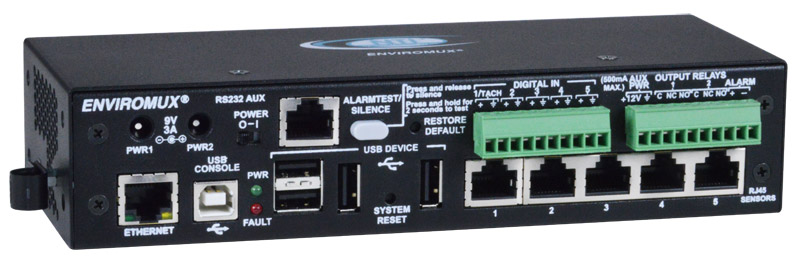 ENVIROMUX®
ENVIROMUX®
RS232 AUX
9V
3A
PWR1
PWR2
POWER
O – I
ALARMTEST/
SILENCE
Press and release
to silence
Press and hold for
2 seconds to test
RESTORE
DEFAULT
DIGITAL IN
1/TACH 2 3 4 5
+ ⏚ + ⏚ + ⏚ + ⏚ + ⏚
(500mA AUX
MAX.) PWR
OUTPUT RELAYS
1 2 ALARM
+12V ⏚ C NC NO C NC NO + -
USB
CONSOLE
PWR
FAULT
USB DEVICE
SYSTEM
RESET
ETHERNET
1 2 3 4 5
RJ45
SENSORS